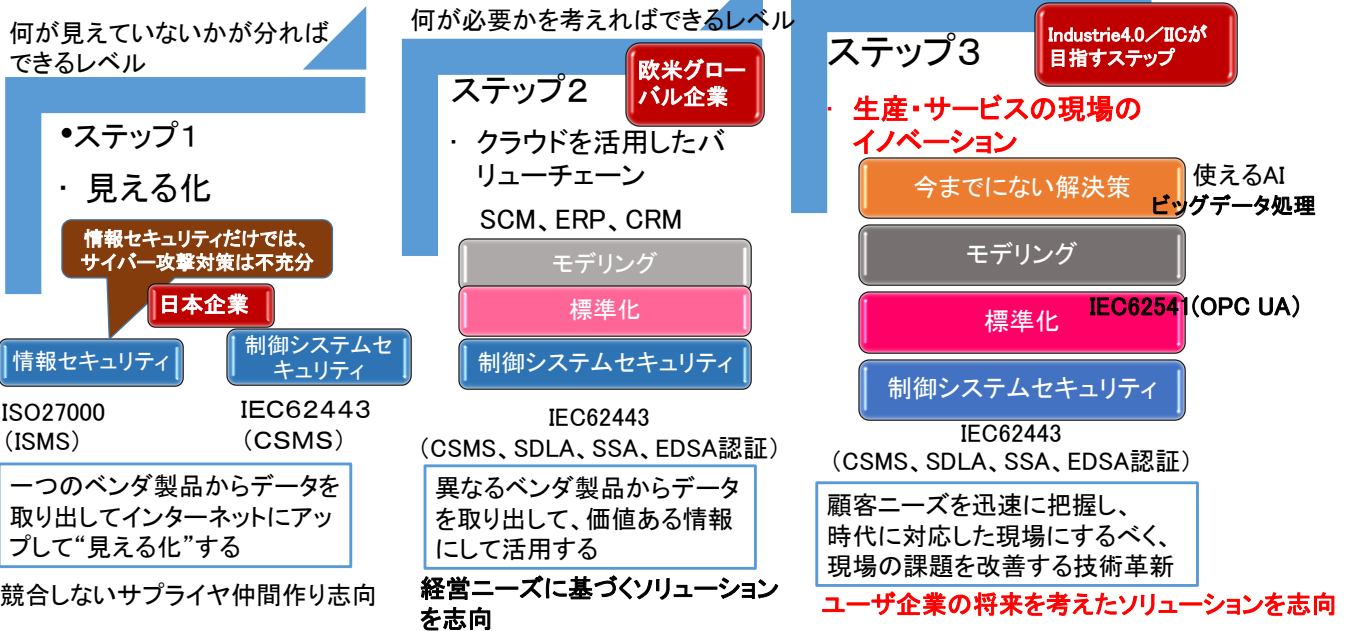 何が見えていないかが分れば
できるレベル
•ステップ１
・ 見える化
情報セキュリティだけでは、
サイバー攻撃対策は不充分
日本企業
情報セキュリティ
制御システムセ
キュリティ
ISO27000
（ISMS）
IEC62443
（CSMS）
一つのベンダ製品からデータを
取り出してインターネットにアッ
プして“見える化”する
競合しないサプライヤ仲間作り志向
何が必要かを考えればできるレベル
ステップ２
欧米グロー
バル企業
・ クラウドを活用したバ
リューチェーン
SCM、ERP、CRM
モデリング
標準化
制御システムセキュリティ
IEC62443
（CSMS、SDLA、SSA、EDSA認証）
異なるベンダ製品からデータ
を取り出して、価値ある情報
にして活用する
経営ニーズに基づくソリューション
を志向
ステップ３
Industrie4.0／IICが
目指すステップ
・ 生産・サービスの現場の
イノベーション
今までにない解決策
使えるAI
ビッグデータ処理
モデリング
標準化
IEC62541(OPC UA)
制御システムセキュリティ
IEC62443
（CSMS、SDLA、SSA、EDSA認証）
顧客ニーズを迅速に把握し、
時代に対応した現場にするべく、
現場の課題を改善する技術革新
ユーザ企業の将来を考えたソリューションを志向